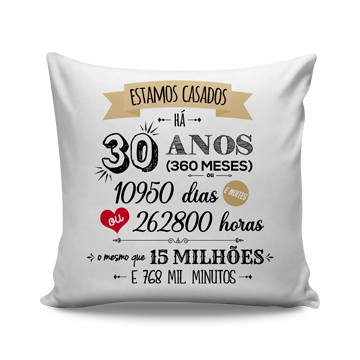 ESTAMOS CASADOS
HÁ
30 ANOS
(360 MESES)
ou
10950 dias E NOITES
ou 262800 horas
o mesmo que 15 MILHÕES
E 768 MIL MINUTOS